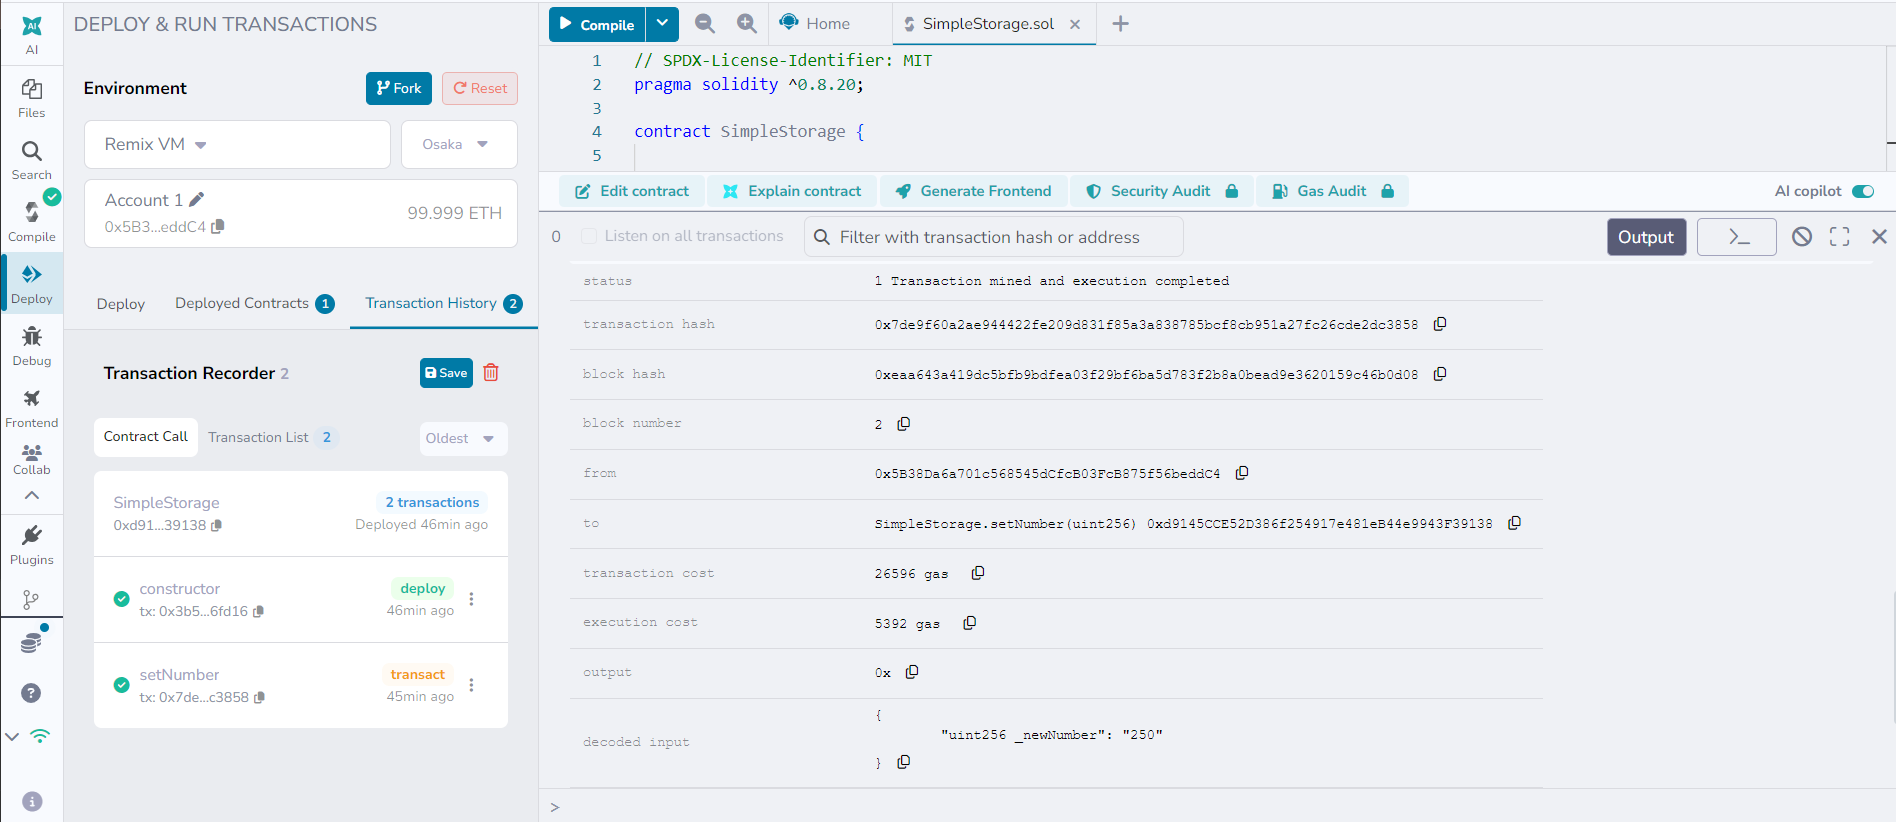 AI
AI
Files
Search
Compile
Deploy
Debug
Frontend
Collab
Plugins
DEPLOY & RUN TRANSACTIONS
Environment
Fork
Reset
Remix VM
Osaka
Account 1
0x5B3...eddC4
99.999 ETH
Deploy
Deployed Contracts 1
Transaction History 2
Transaction Recorder 2
Save
Contract Call
Transaction List 2
Oldest
SimpleStorage
2 transactions
0xd91...39138
Deployed 46min ago
constructor
deploy
tx: 0x3b5...6fd16
46min ago
setNumber
transact
tx: 0x7de...c3858
45min ago
Compile
Home
SimpleStorage.sol
1 // SPDX-License-Identifier: MIT
2 pragma solidity ^0.8.20;
3
4 contract SimpleStorage {
5
Edit contract
Explain contract
Generate Frontend
Security Audit
Gas Audit
AI copilot
0
Listen on all transactions
Filter with transaction hash or address
Output
>_
status 1 Transaction mined and execution completed
transaction hash 0x7de9f60a2ae944422fe209d831f85a3a838785bcf8cb951a27fc26cde2dc3858
block hash 0xeaa643a419dc5bfb9bdfea03f29bf6ba5d783f2b8a0bead9e3620159c46b0d08
block number 2
from 0x5B38Da6a701c568545dCfcB03FcB875f56beddC4
to SimpleStorage.setNumber(uint256) 0xd9145CCE52D386f254917e481eB44e9943F39138
transaction cost 26596 gas
execution cost 5392 gas
output 0x
decoded input {
"uint256 _newNumber": "250"
}
>